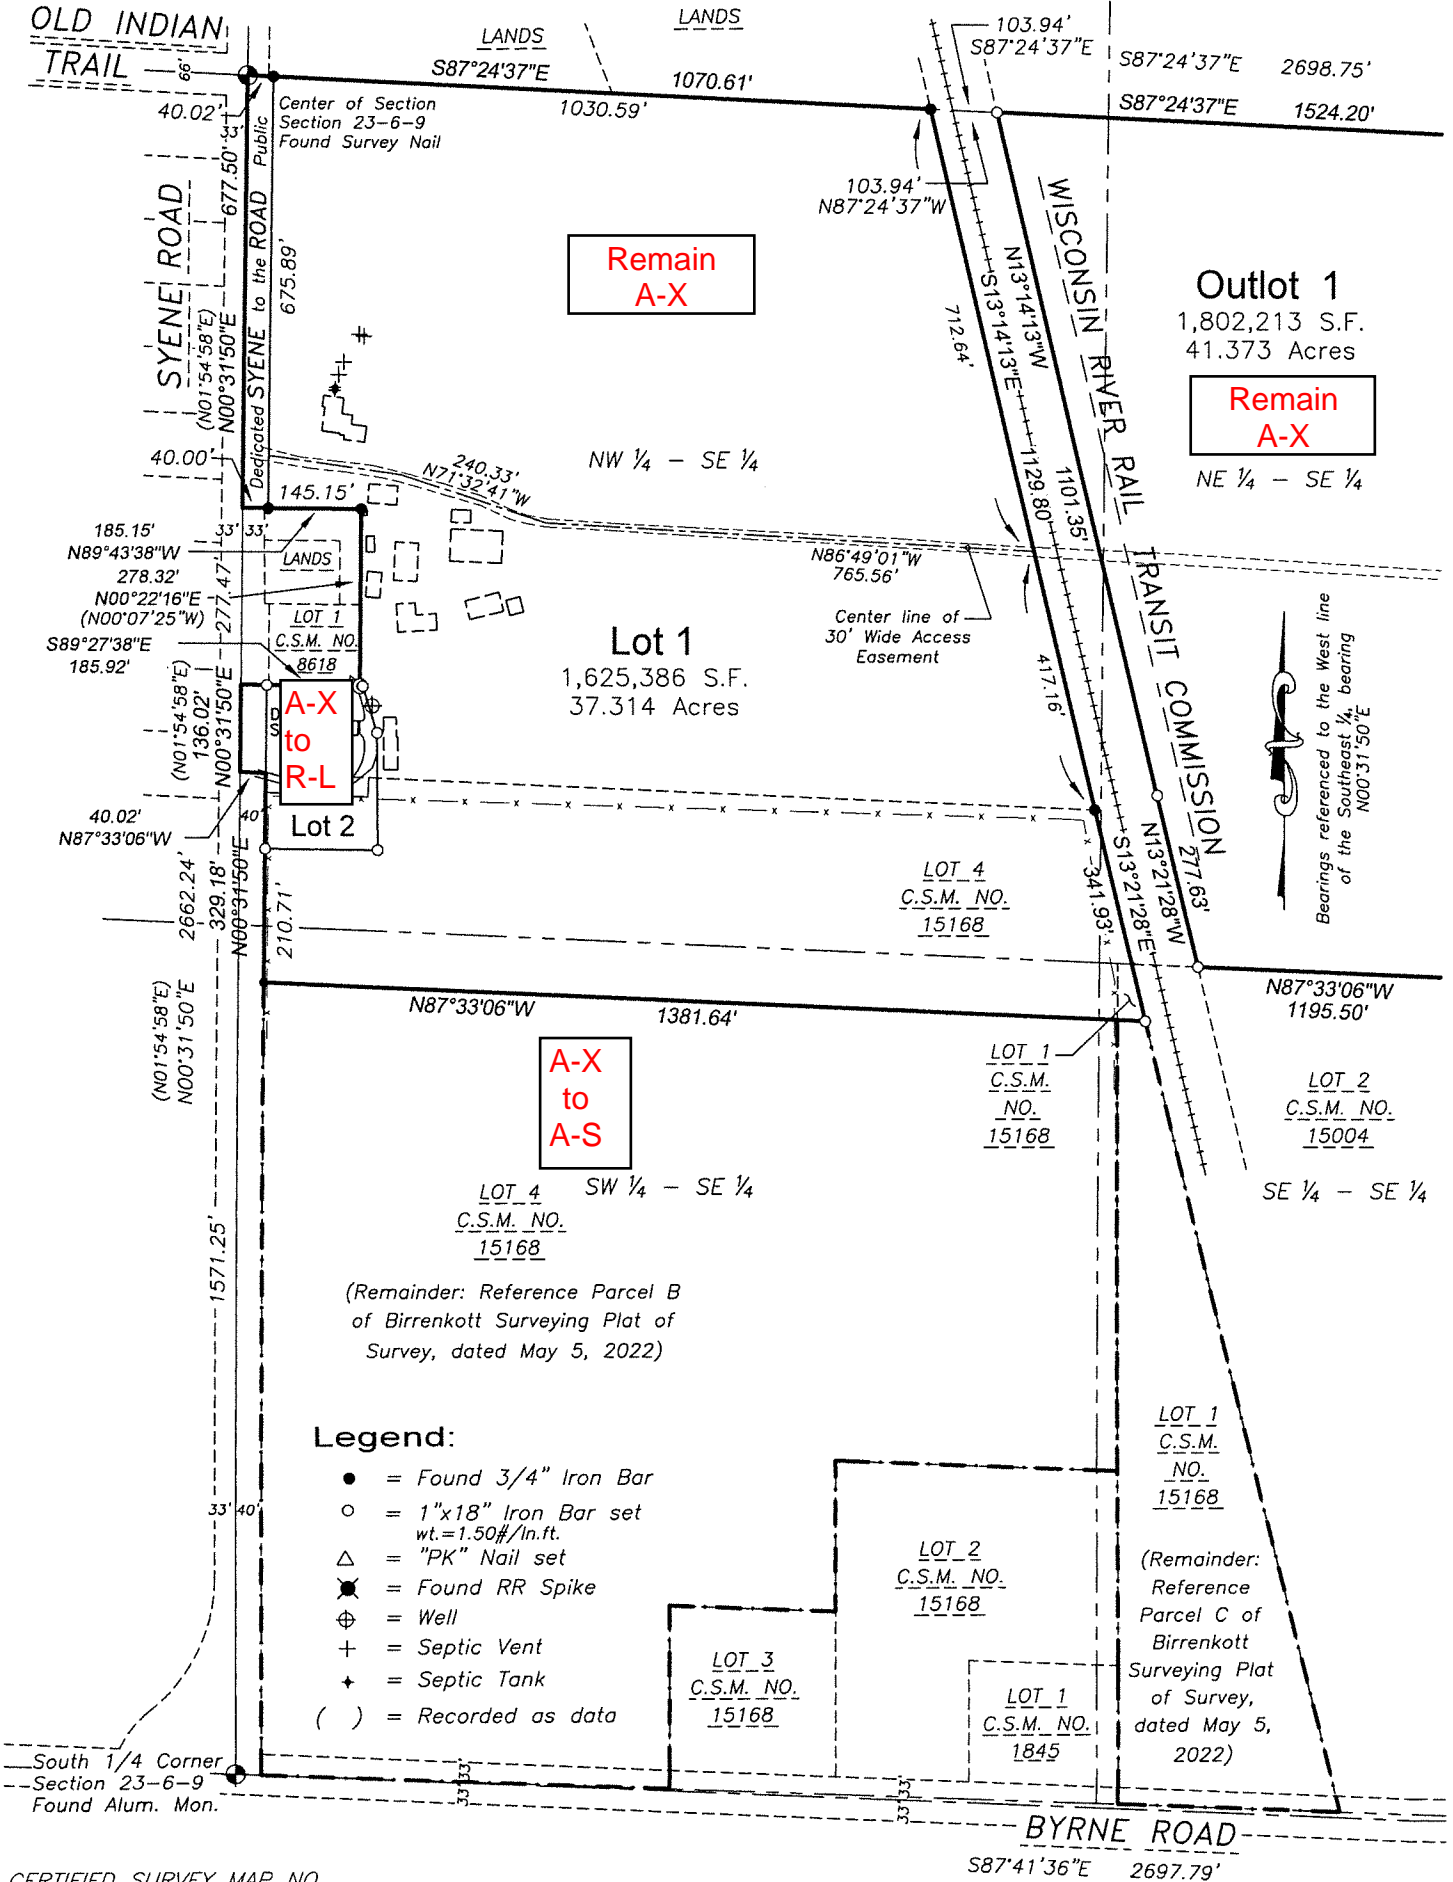 OLD INDIAN
TRAIL
66'
LANDS
LANDS
S87°24'37"E
1070.61'
1030.59'
103.94'
S87°24'37"E
S87°24'37"E 2698.75'
S87°24'37"E 1524.20'
40.02'
33'
Center of Section
Section 23-6-9
Found Survey Nail
103.94'
N87°24'37"W
SYENE ROAD
677.50'
(N01°54'58"E)
N00°31'50"E
Dedicated to the Public
SYENE ROAD
675.89'
Remain
A-X
712.64'
S13°14'13"E
1129.80'
N13°14'13"W
1101.35'
WISCONSIN RIVER RAIL TRANSIT COMMISSION
Outlot 1
1,802,213 S.F.
41.373 Acres
Remain
A-X
NE ¼ - SE ¼
NW ¼ - SE ¼
40.00'
145.15'
240.33'
N71°32'41"W
185.15'
N89°43'38"W
33' 33'
278.32'
N00°22'16"E
(N00°07'25"W)
S89°27'38"E
185.92'
277.47'
LANDS
LOT 1
C.S.M. NO.
8618
N86°49'01"W
765.56'
Center line of
30' Wide Access
Easement
Lot 1
1,625,386 S.F.
37.314 Acres
417.16'
Bearings referenced to the West line
of the Southeast ¼, bearing
N00°31'50"E
(N01°54'58"E)
136.02'
N00°31'50"E
D
S
A-X
to
R-L
Lot 2
40.02'
N87°33'06"W
40'
2662.24'
329.18'
N00°31'50"E
210.71'
LOT 4
C.S.M. NO.
15168
341.93'
S13°21'28"E
N13°21'28"W
277.63'
N87°33'06"W
1195.50'
N87°33'06"W 1381.64'
(N01°54'58"E)
N00°31'50"E
A-X
to
A-S
LOT 1
C.S.M.
NO.
15168
LOT 2
C.S.M. NO.
15004
SW ¼ - SE ¼
SE ¼ - SE ¼
LOT 4
C.S.M. NO.
15168
(Remainder: Reference Parcel B
of Birrenkott Surveying Plat of
Survey, dated May 5, 2022)
1571.25'
33' 40'
Legend:
= Found 3/4" Iron Bar
= 1"x18" Iron Bar set
wt.=1.50#/ln.ft.
= "PK" Nail set
= Found RR Spike
= Well
= Septic Vent
= Septic Tank
( ) = Recorded as data
LOT 1
C.S.M.
NO.
15168
(Remainder:
Reference
Parcel C of
Birrenkott
Surveying Plat
of Survey,
dated May 5,
2022)
LOT 2
C.S.M. NO.
15168
LOT 3
C.S.M. NO.
15168
LOT 1
C.S.M. NO.
1845
South 1/4 Corner
Section 23-6-9
Found Alum. Mon.
33' 33'
33' 33'
BYRNE ROAD
S87°41'36"E 2697.79'
CERTIFIED SURVEY MAP NO.